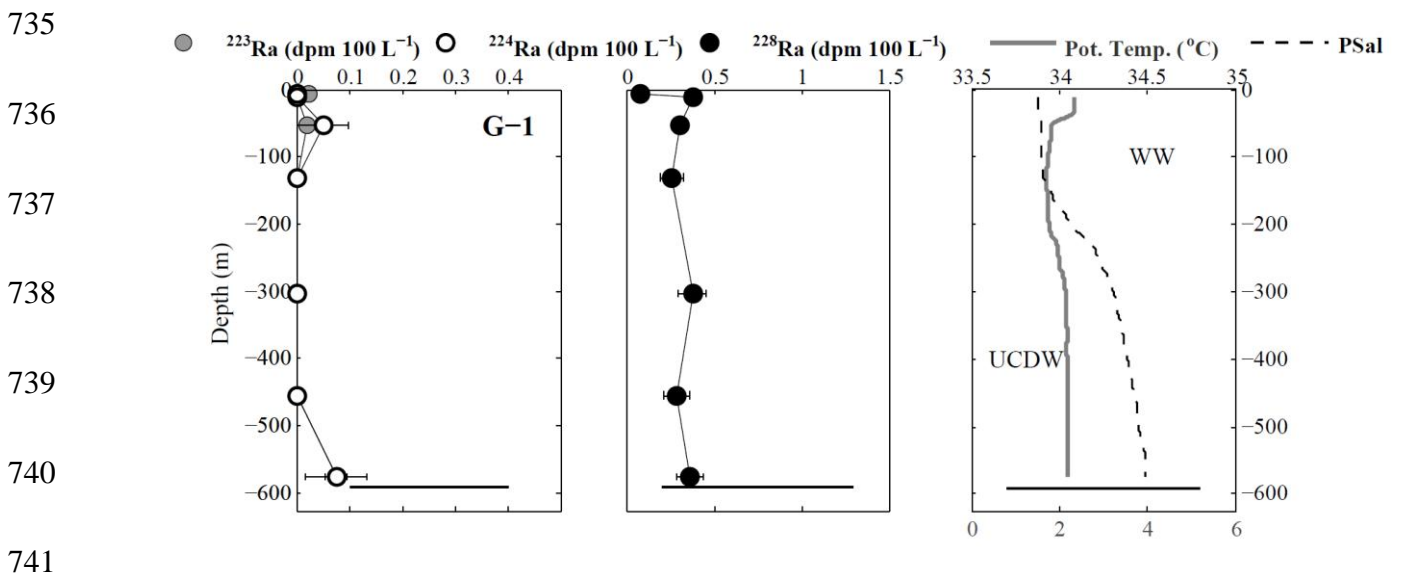 735
²²³Ra (dpm 100 L⁻¹) ²²⁴Ra (dpm 100 L⁻¹) ²²⁸Ra (dpm 100 L⁻¹) Pot. Temp. (°C) PSal
0 0.1 0.2 0.3 0.4 0 0.5 1 1.5 33.5 34 34.5 35
0 0
736
G−1
−100 WW −100
737
−200 −200
Depth (m)
738
−300 −300
−400 UCDW −400
739
−500 −500
740
−600 −600
0 2 4 6
741